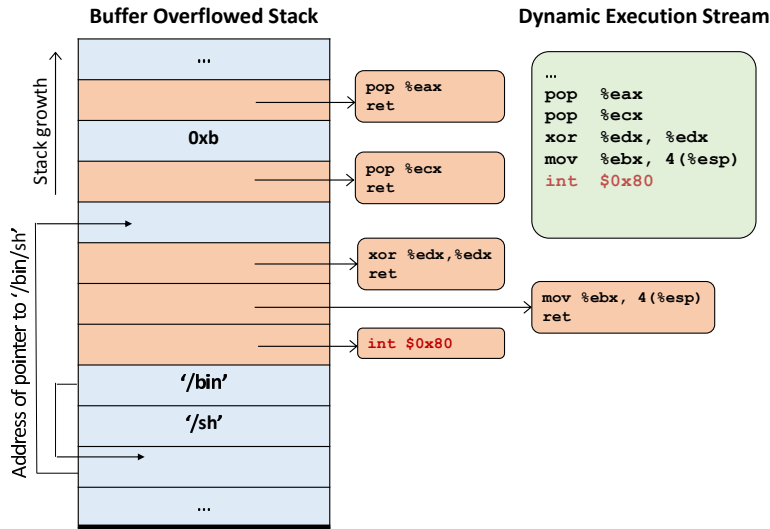 Buffer Overflowed Stack
Dynamic Execution Stream
Stack growth
Address of pointer to '/bin/sh'
...
0xb
‘/bin’
‘/sh’
...
pop %eax
ret
pop %ecx
ret
xor %edx,%edx
ret
mov %ebx, 4(%esp)
ret
int $0x80
...
pop %eax
pop %ecx
xor %edx, %edx
mov %ebx, 4(%esp)
int $0x80